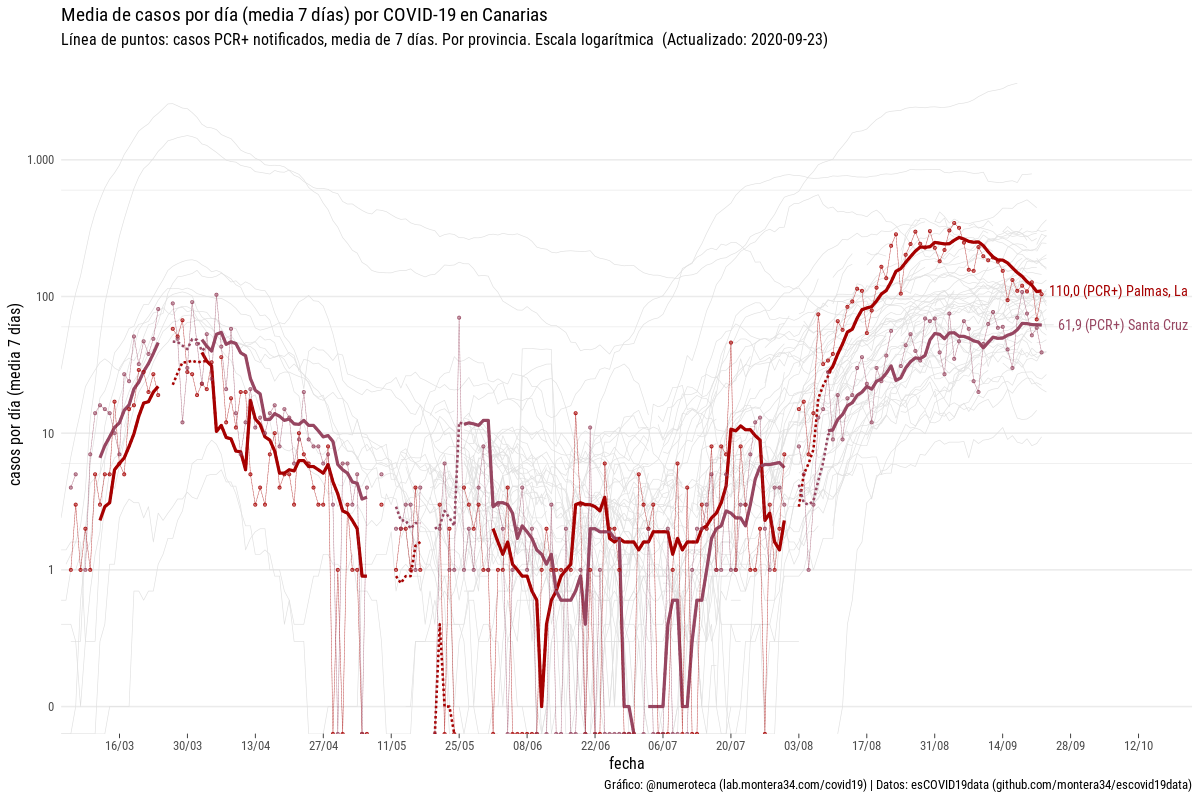 Media de casos por día (media 7 días) por COVID-19 en Canarias
Línea de puntos: casos PCR+ notificados, media de 7 días. Por provincia. Escala logarítmica  (Actualizado: 2020-09-23)
casos por día (media 7 días)
1.000
100
10
1
0
110,0 (PCR+) Palmas, La
61,9 (PCR+) Santa Cruz
16/03 30/03 13/04 27/04 11/05 25/05 08/06 22/06 06/07 20/07 03/08 17/08 31/08 14/09 28/09 12/10
fecha
Gráfico: @numeroteca (lab.montera34.com/covid19) | Datos: esCOVID19data (github.com/montera34/escovid19data)